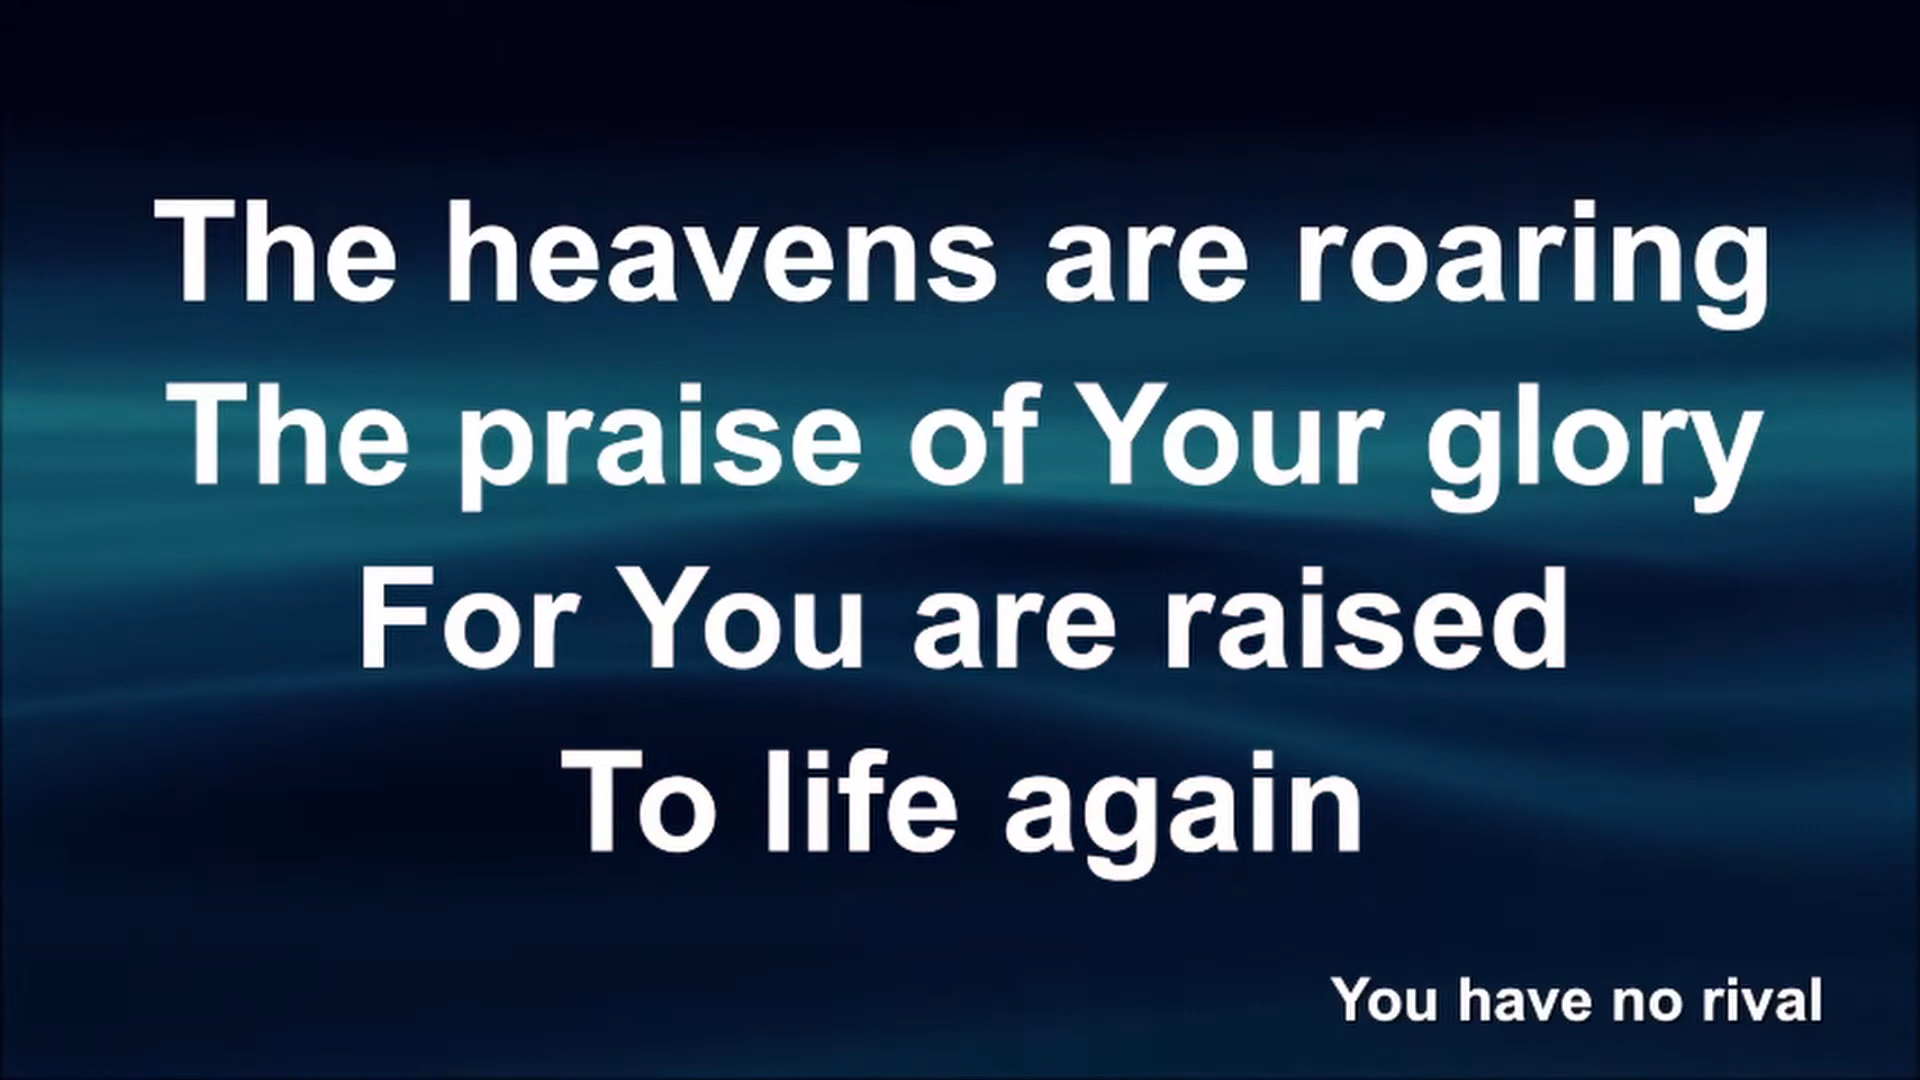 The heavens are roaring
The praise of Your glory
For You are raised
To life again
You have no rival